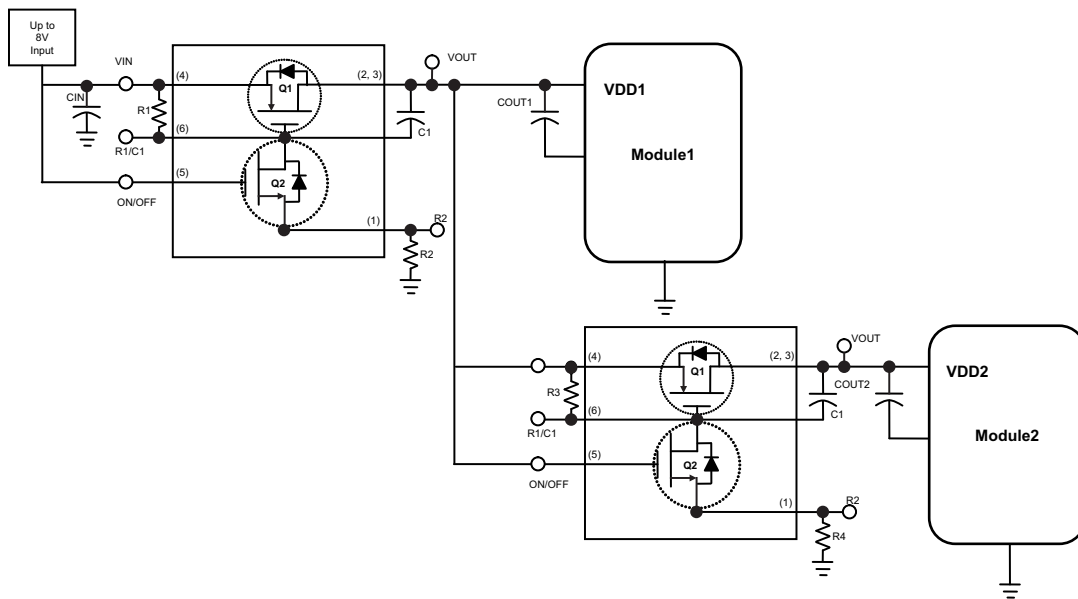 Up to
8V
Input
VIN
(4)
Q1
(2, 3)
VOUT
CIN
R1
C1
COUT1
VDD1
(6)
R1/C1
Module1
(5)
Q2
ON/OFF
(1)
R2
R2
VOUT
(4)
Q1
(2, 3)
VDD2
R3
COUT2
C1
(6)
R1/C1
Module2
(5)
Q2
ON/OFF
(1)
R2
R4